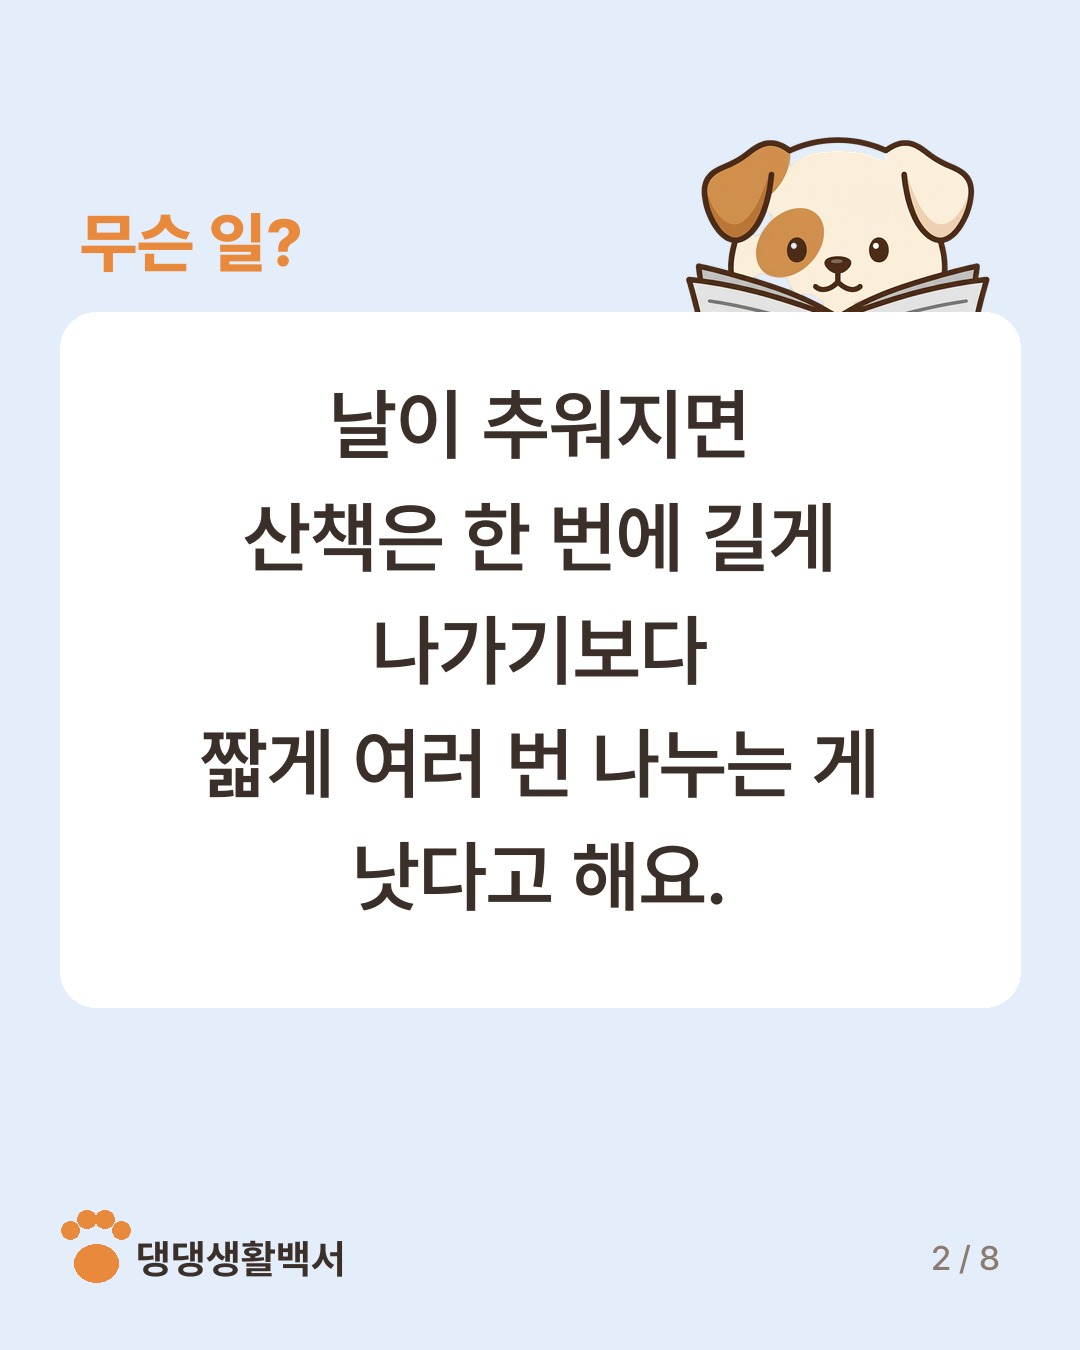 무슨 일?
날이 추워지면
산책은 한 번에 길게
나가기보다
짧게 여러 번 나누는 게
낫다고 해요.
댕댕생활백서
2 / 8